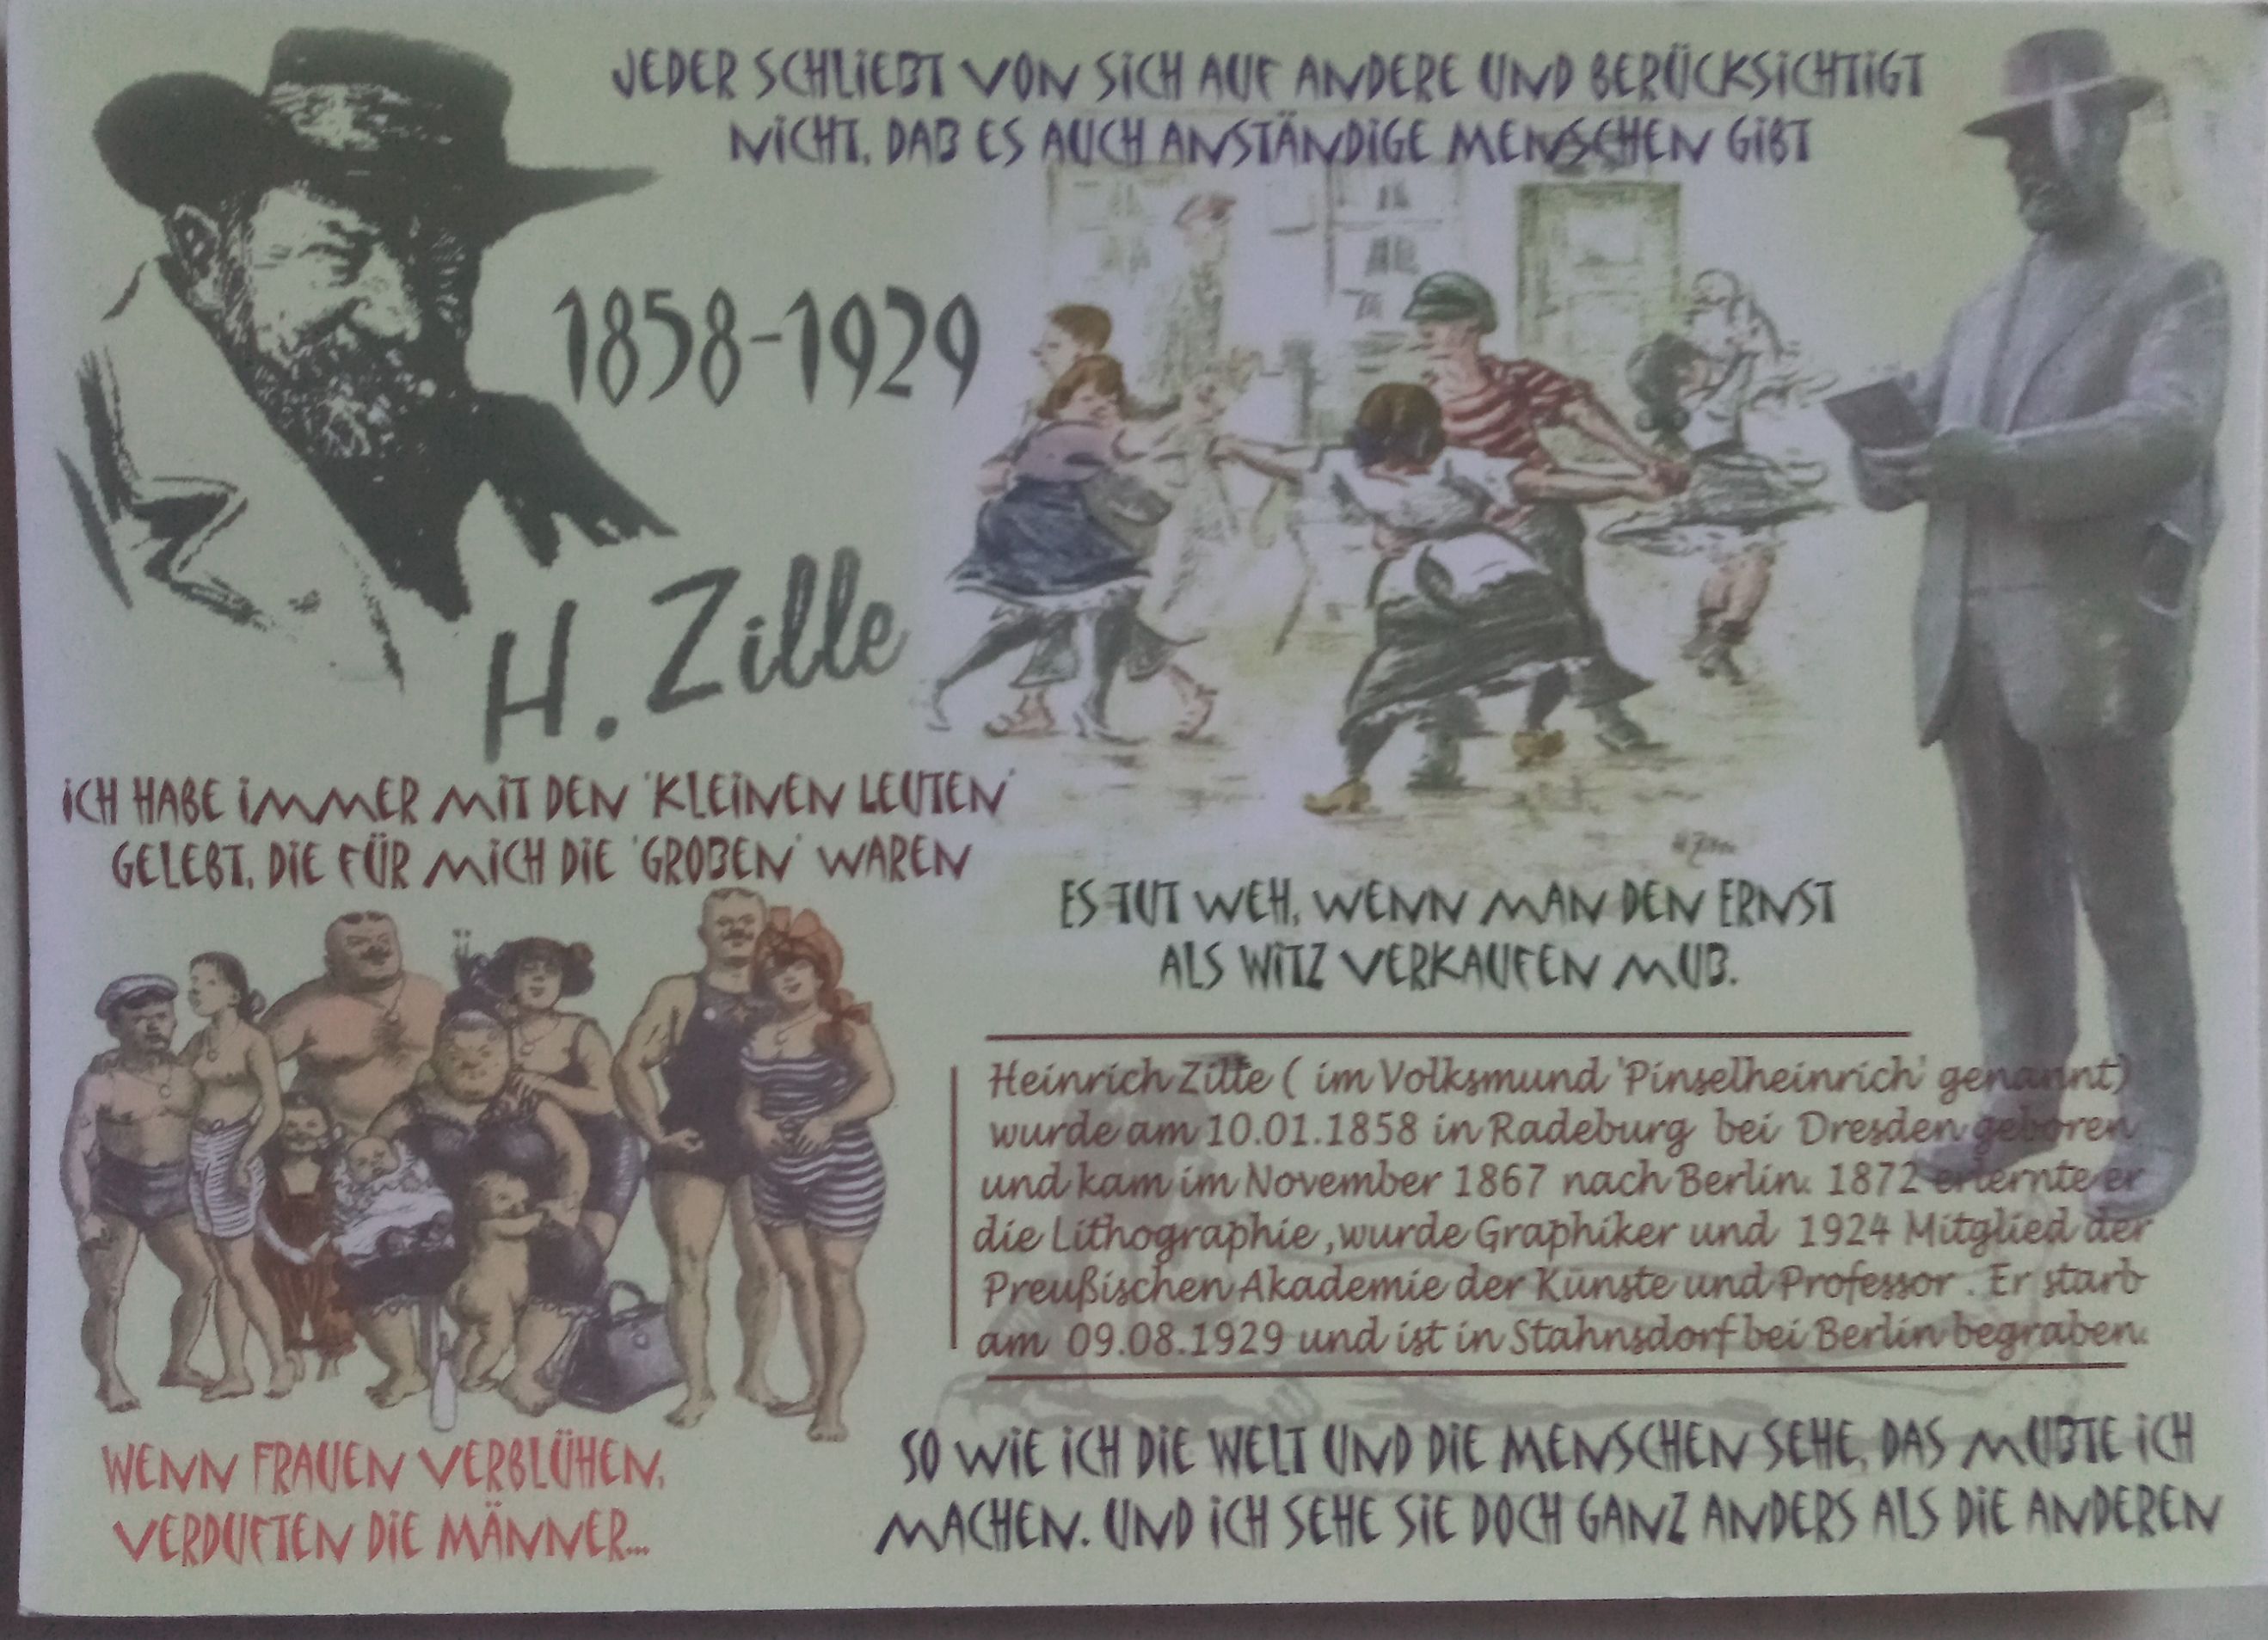 JEDER SCHLIEßT VON SICH AUF ANDERE UND BERÜCKSICHTIGT
NICHT, DAß ES AUCH ANSTÄNDIGE MENSCHEN GIBT
1858-1929
H. Zille
ICH HABE IMMER MIT DEN 'KLEINEN LEUTEN'
GELEBT, DIE FÜR MICH DIE 'GROßEN' WAREN
ES TUT WEH, WENN MAN DEN ERNST
ALS WITZ VERKAUFEN MUß.
Heinrich Zille ( im Volksmund 'Pinselheinrich' genannt)
wurde am 10.01.1858 in Radeburg bei Dresden geboren
und kam im November 1867 nach Berlin. 1872 erlernte er
die Lithographie ,wurde Graphiker und 1924 Mitglied der
Preußischen Akademie der Künste und Professor . Er starb
am 09.08.1929 und ist in Stahnsdorf bei Berlin begraben.
WENN FRAUEN VERBLÜHEN,
VERDUFTEN DIE MÄNNER...
SO WIE ICH DIE WELT UND DIE MENSCHEN SEHE, DAS MUßTE ICH
MACHEN. UND ICH SEHE SIE DOCH GANZ ANDERS ALS DIE ANDEREN